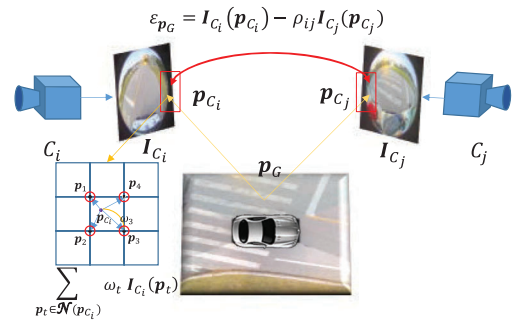 ε_{p_G} = I_{C_i}(p_{C_i}) − ρ_{ij} I_{C_j}(p_{C_j})
p_{C_i} p_{C_j}
C_i I_{C_i} p_G I_{C_j} C_j
p_1 p_4
p_{C_i} ω_3
p_2 p_3
∑_{p_t∈𝒩(p_{C_i})} ω_t I_{C_i}(p_t)